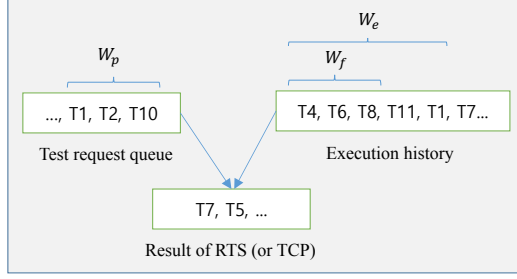 W_e
W_p
W_f
..., T1, T2, T10
T4, T6, T8, T11, T1, T7...
Test request queue
Execution history
T7, T5, ...
Result of RTS (or TCP)